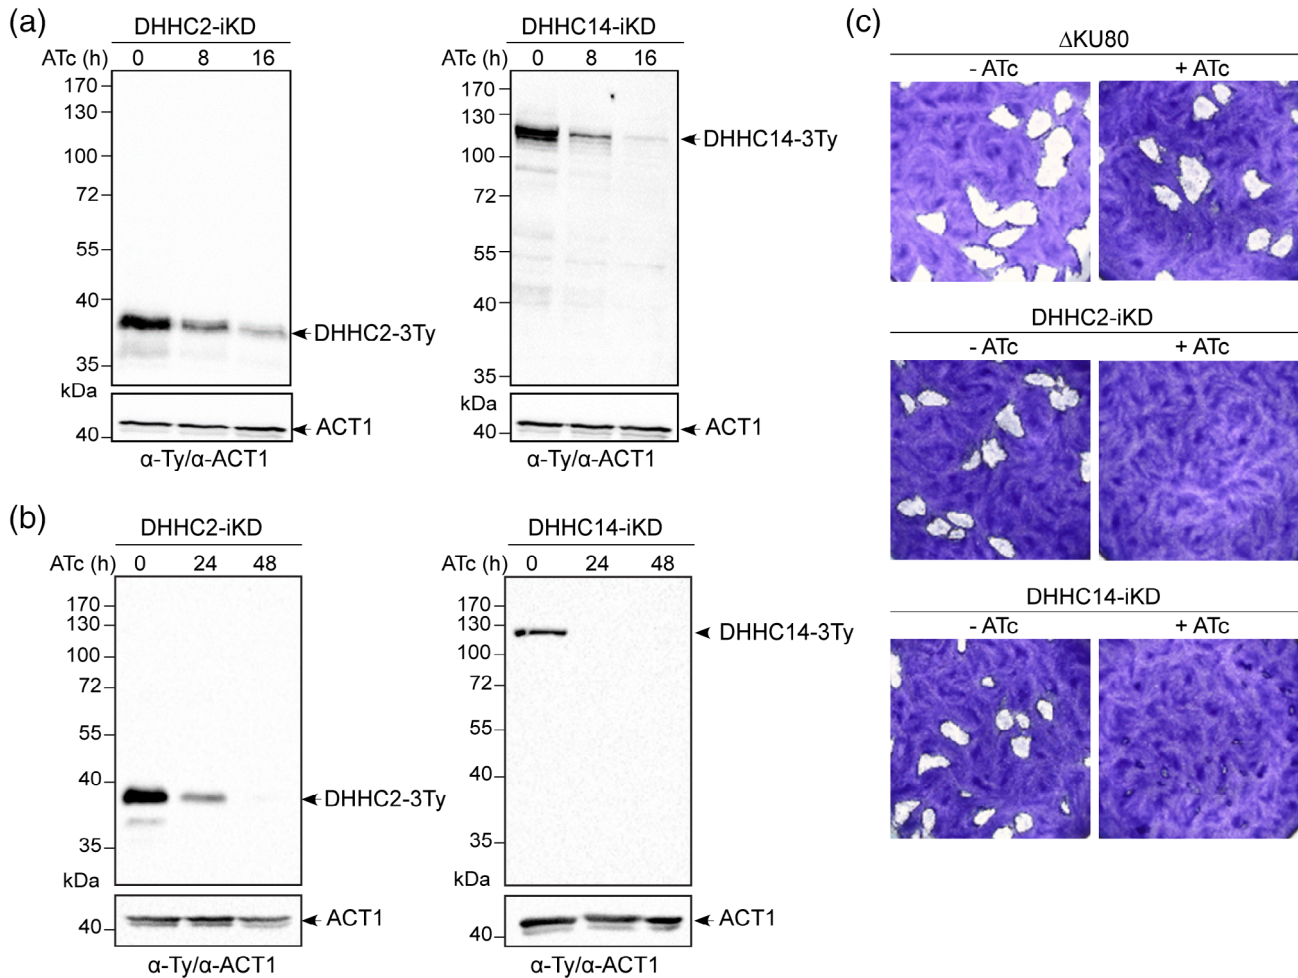 (a)
DHHC2-iKD
ATc (h) 0 8 16
170
130
100
72
55
40
35
kDa
DHHC2-3Ty
40
ACT1
α-Ty/α-ACT1
DHHC14-iKD
ATc (h) 0 8 16
170
130
100
72
55
40
35
kDa
DHHC14-3Ty
40
ACT1
α-Ty/α-ACT1
(b)
DHHC2-iKD
ATc (h) 0 24 48
170
130
100
72
55
40
35
kDa
DHHC2-3Ty
40
ACT1
α-Ty/α-ACT1
DHHC14-iKD
ATc (h) 0 24 48
170
130
100
72
55
40
35
kDa
DHHC14-3Ty
40
ACT1
α-Ty/α-ACT1
(c)
ΔKU80
- ATc + ATc
DHHC2-iKD
- ATc + ATc
DHHC14-iKD
- ATc + ATc